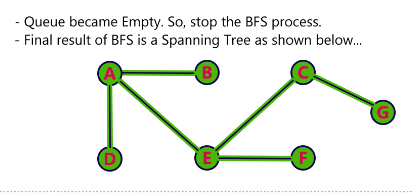 - Queue became Empty. So, stop the BFS process.
- Final result of BFS is a Spanning Tree as shown below...
A B C
G
D E F